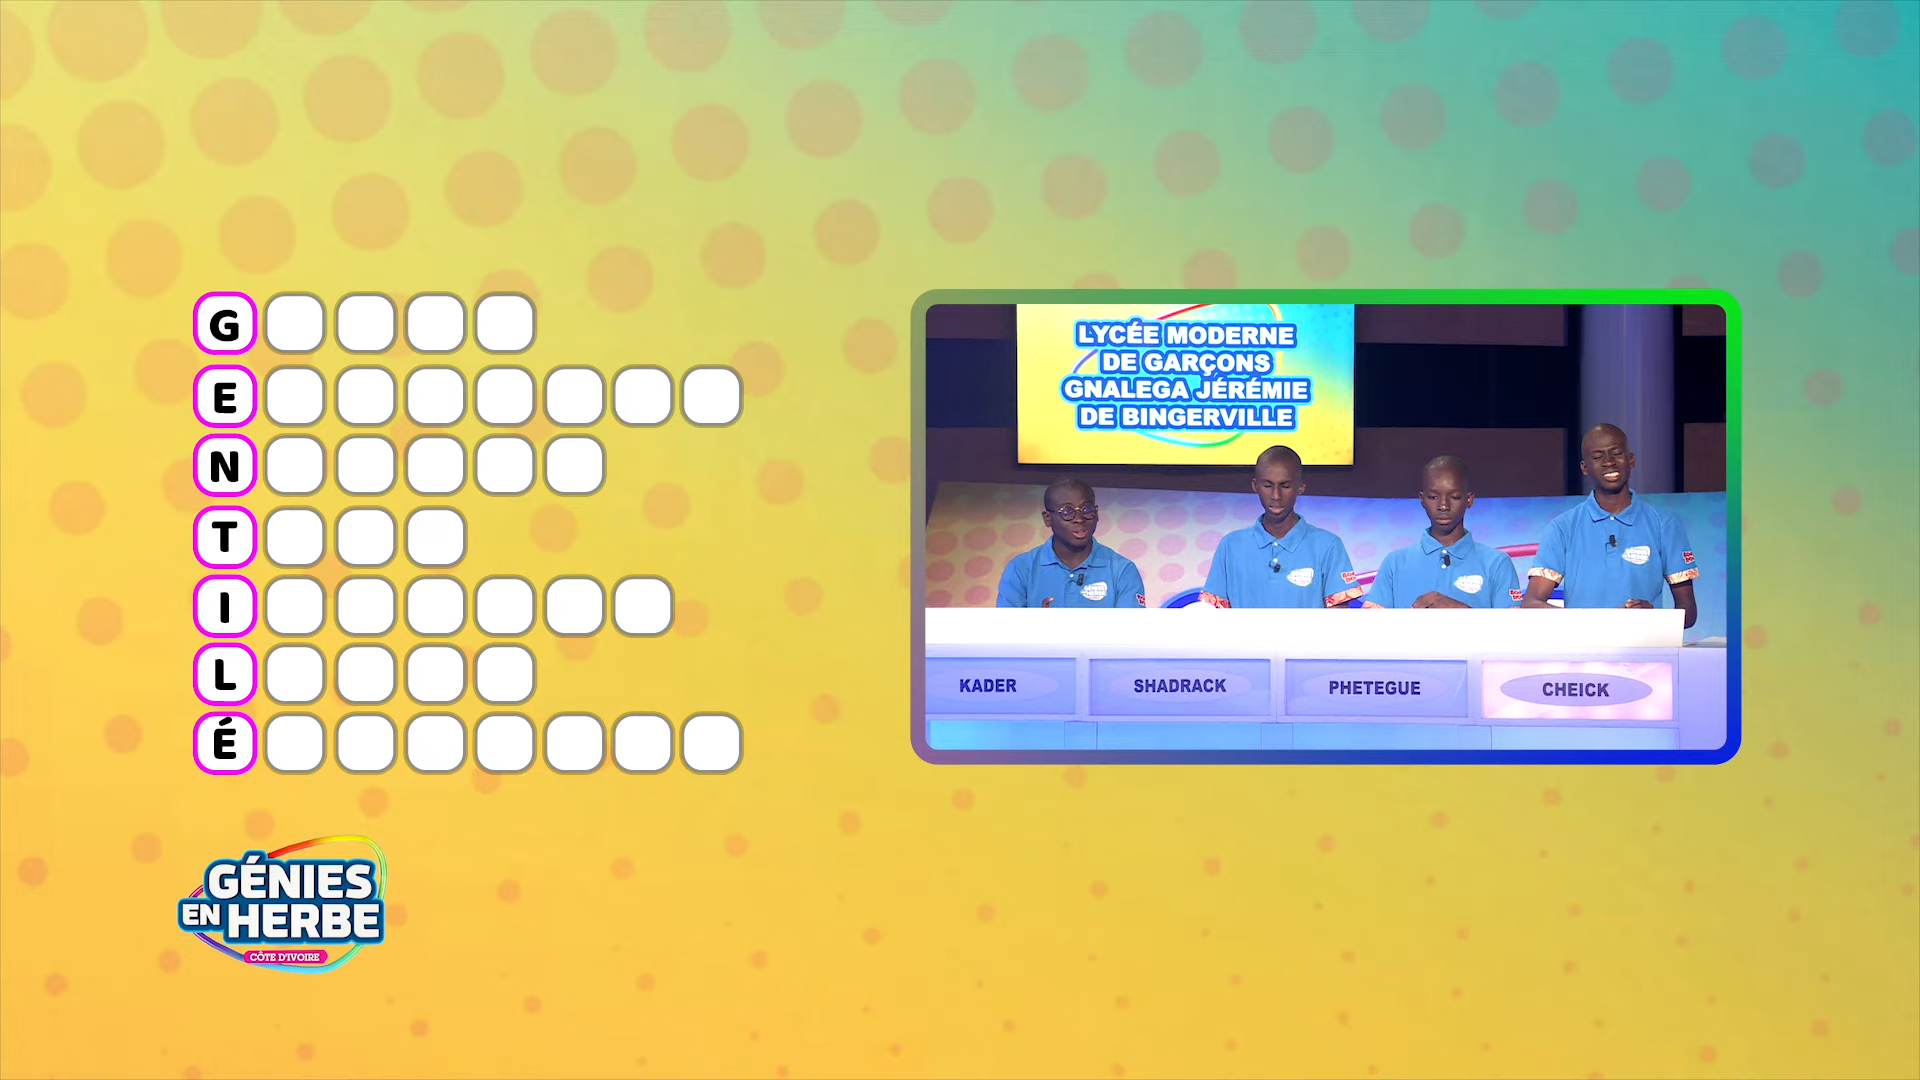 G
E
N
T
I
L
É
LYCÉE MODERNE
DE GARÇONS
GNALEGA JÉRÉMIE
DE BINGERVILLE
KADER
SHADRACK
PHETEGUE
CHEICK
GÉNIES
EN HERBE
CÔTE D'IVOIRE